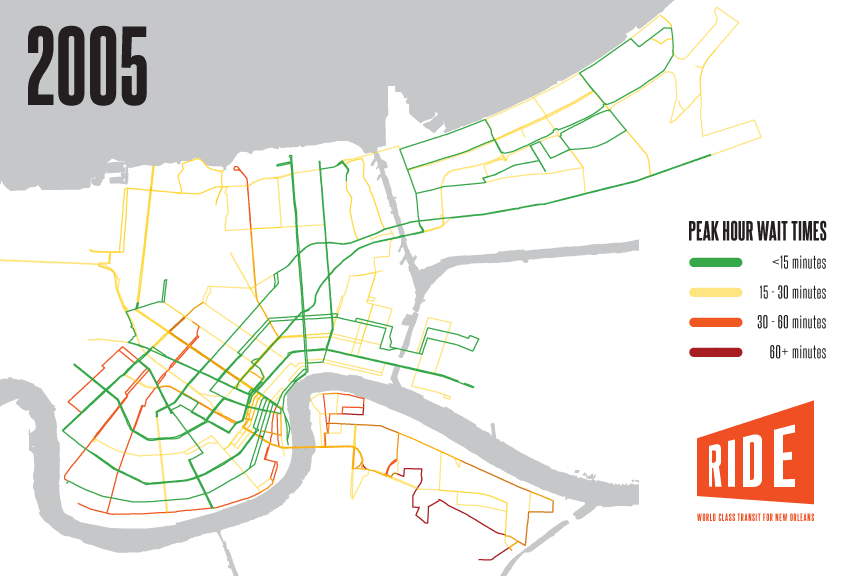 2005
PEAK HOUR WAIT TIMES
<15 minutes
15 - 30 minutes
30 - 60 minutes
60+ minutes
RIDE
WORLD CLASS TRANSIT FOR NEW ORLEANS